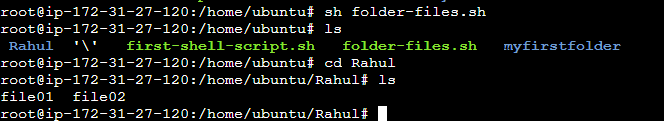 root@ip-172-31-27-120:/home/ubuntu# sh folder-files.sh
root@ip-172-31-27-120:/home/ubuntu# ls
Rahul  '\'  first-shell-script.sh  folder-files.sh  myfirstfolder
root@ip-172-31-27-120:/home/ubuntu# cd Rahul
root@ip-172-31-27-120:/home/ubuntu/Rahul# ls
file01  file02
root@ip-172-31-27-120:/home/ubuntu/Rahul#